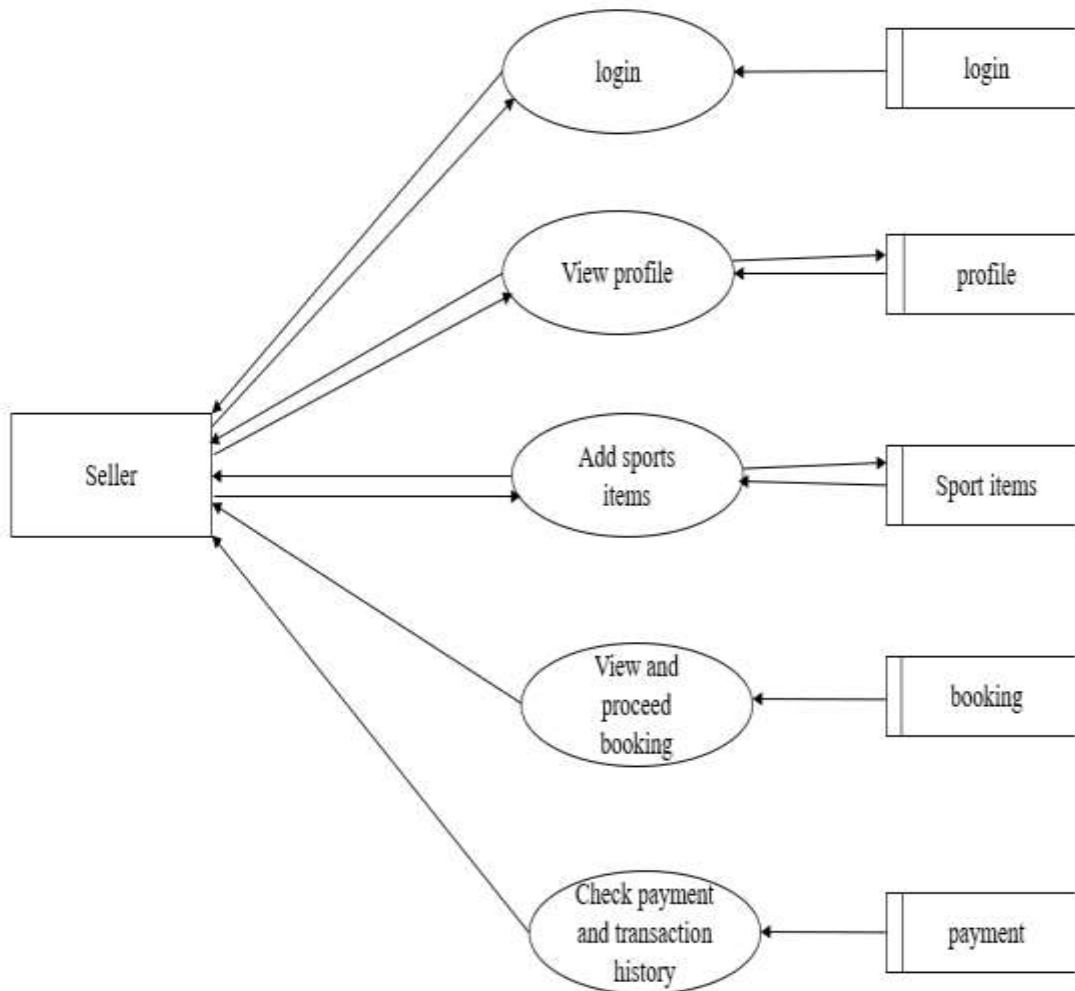 login
login
View profile
profile
Seller
Add sports
items
Sport items
View and
proceed
booking
booking
Check payment
and transaction
history
payment